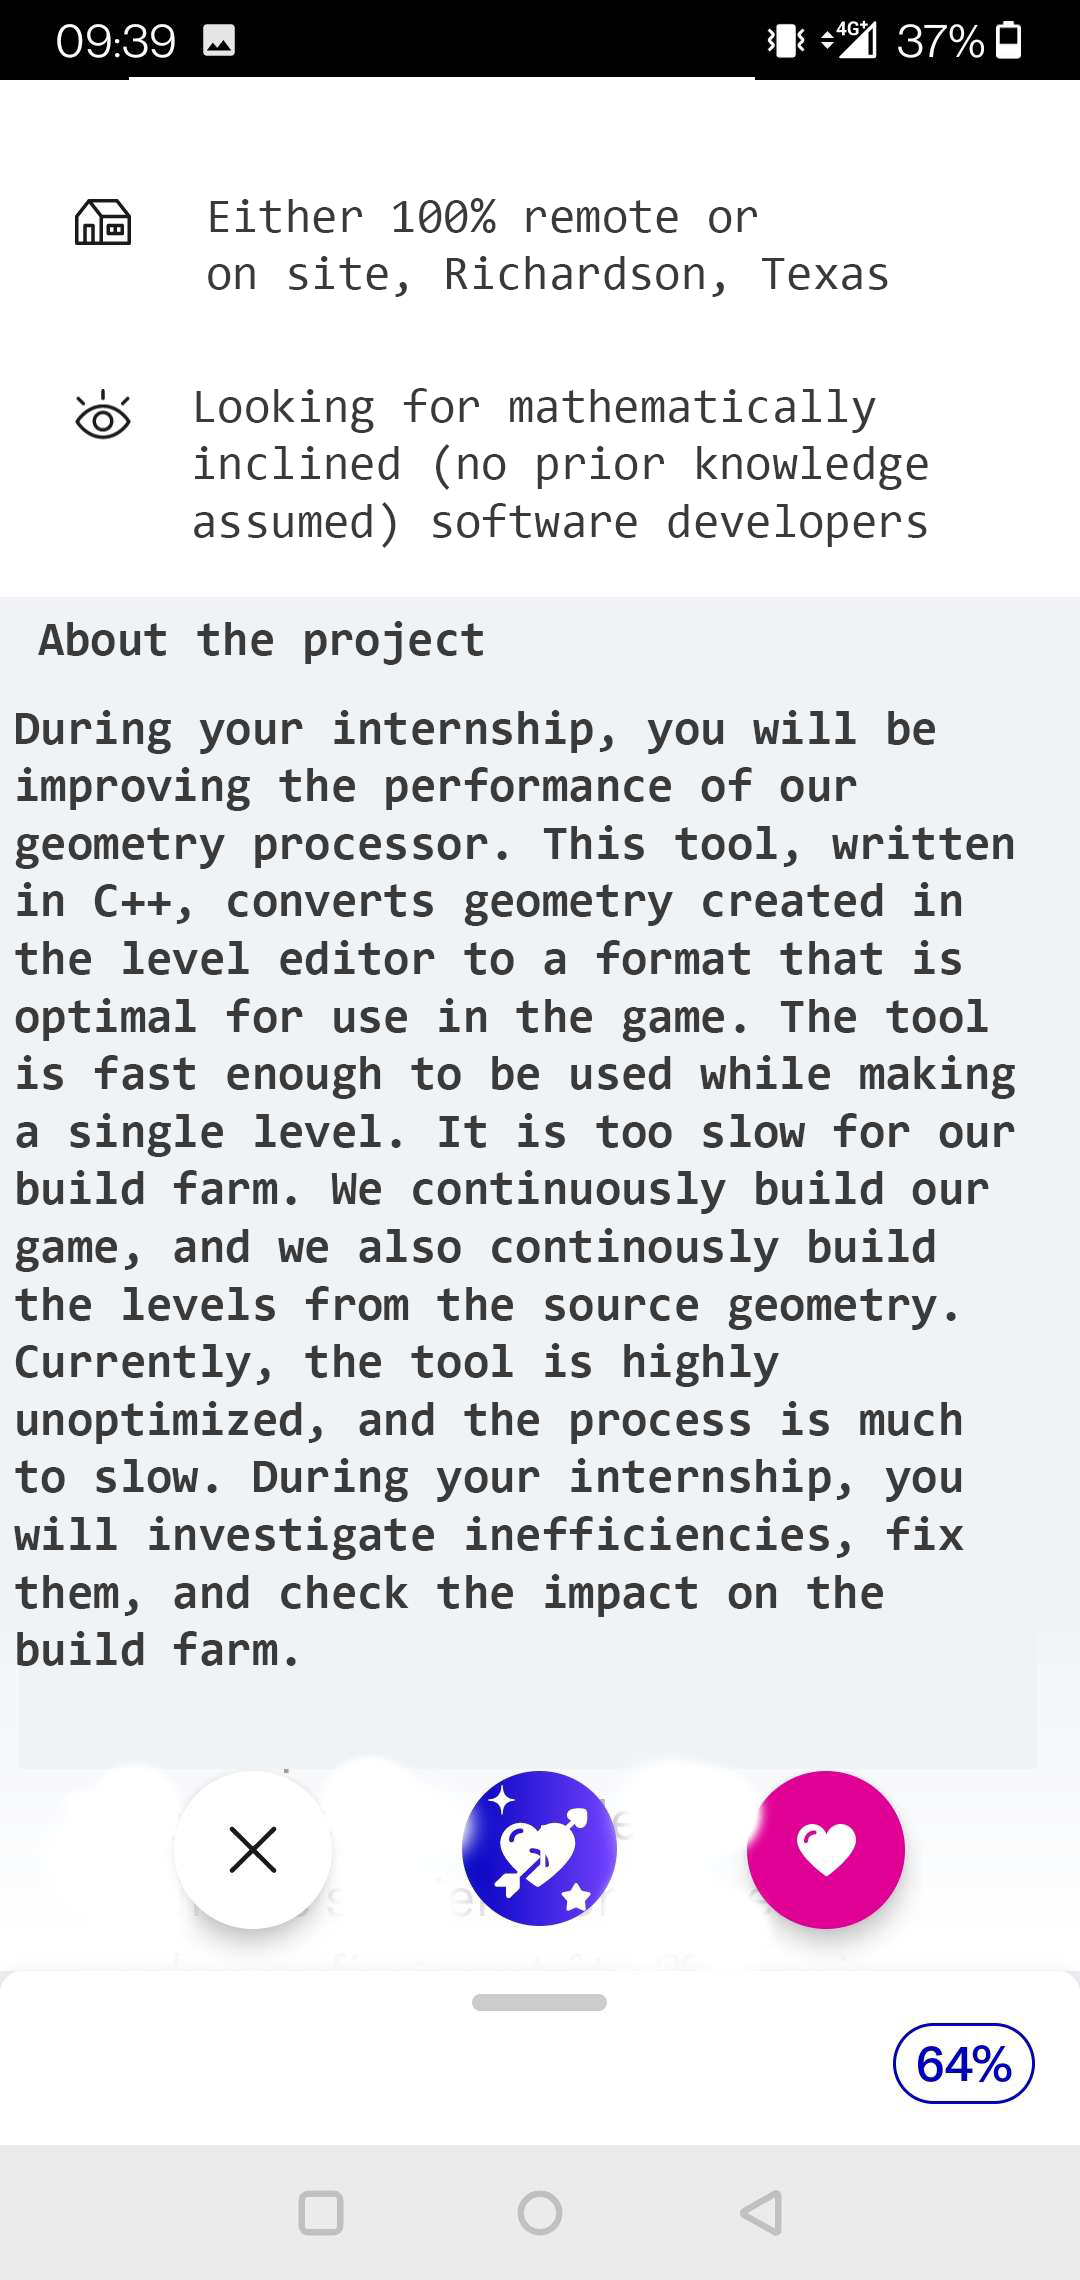 09:39
4G+ 37%
Either 100% remote or
on site, Richardson, Texas
Looking for mathematically
inclined (no prior knowledge
assumed) software developers
About the project
During your internship, you will be
improving the performance of our
geometry processor. This tool, written
in C++, converts geometry created in
the level editor to a format that is
optimal for use in the game. The tool
is fast enough to be used while making
a single level. It is too slow for our
build farm. We continuously build our
game, and we also continously build
the levels from the source geometry.
Currently, the tool is highly
unoptimized, and the process is much
to slow. During your internship, you
will investigate inefficiencies, fix
them, and check the impact on the
build farm.
64%